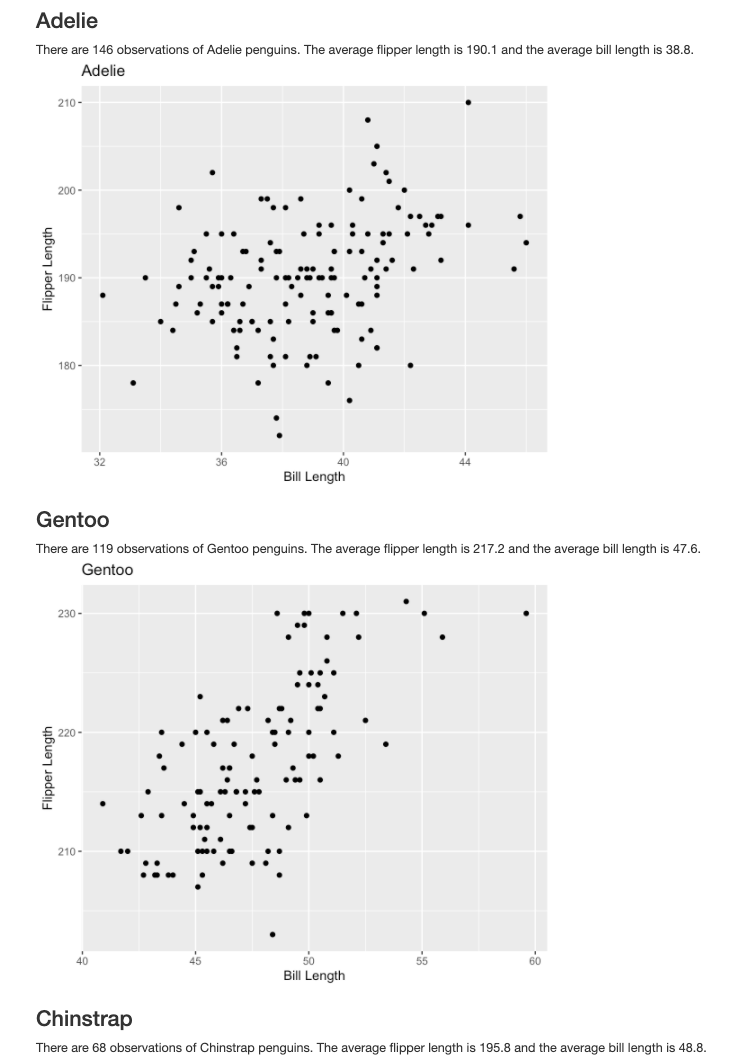 Adelie
There are 146 observations of Adelie penguins. The average flipper length is 190.1 and the average bill length is 38.8.
Adelie
210
200
190
180
Flipper Length
32 36 40 44
Bill Length
Gentoo
There are 119 observations of Gentoo penguins. The average flipper length is 217.2 and the average bill length is 47.6.
Gentoo
230
220
210
Flipper Length
40 45 50 55 60
Bill Length
Chinstrap
There are 68 observations of Chinstrap penguins. The average flipper length is 195.8 and the average bill length is 48.8.